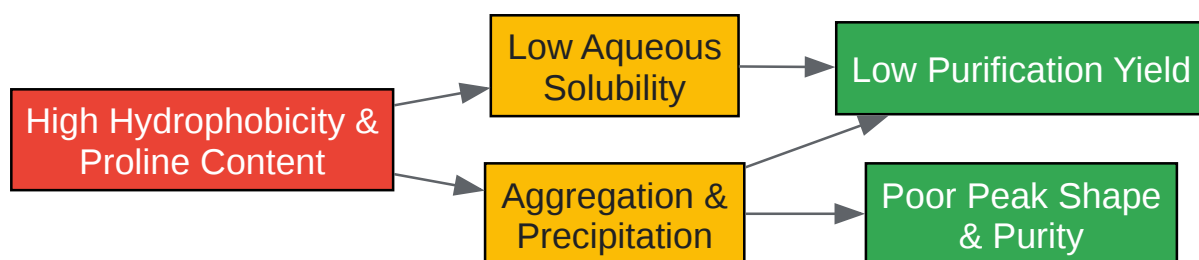 High Hydrophobicity &
Proline Content
Low Aqueous
Solubility
Aggregation &
Precipitation
Low Purification Yield
Poor Peak Shape
& Purity